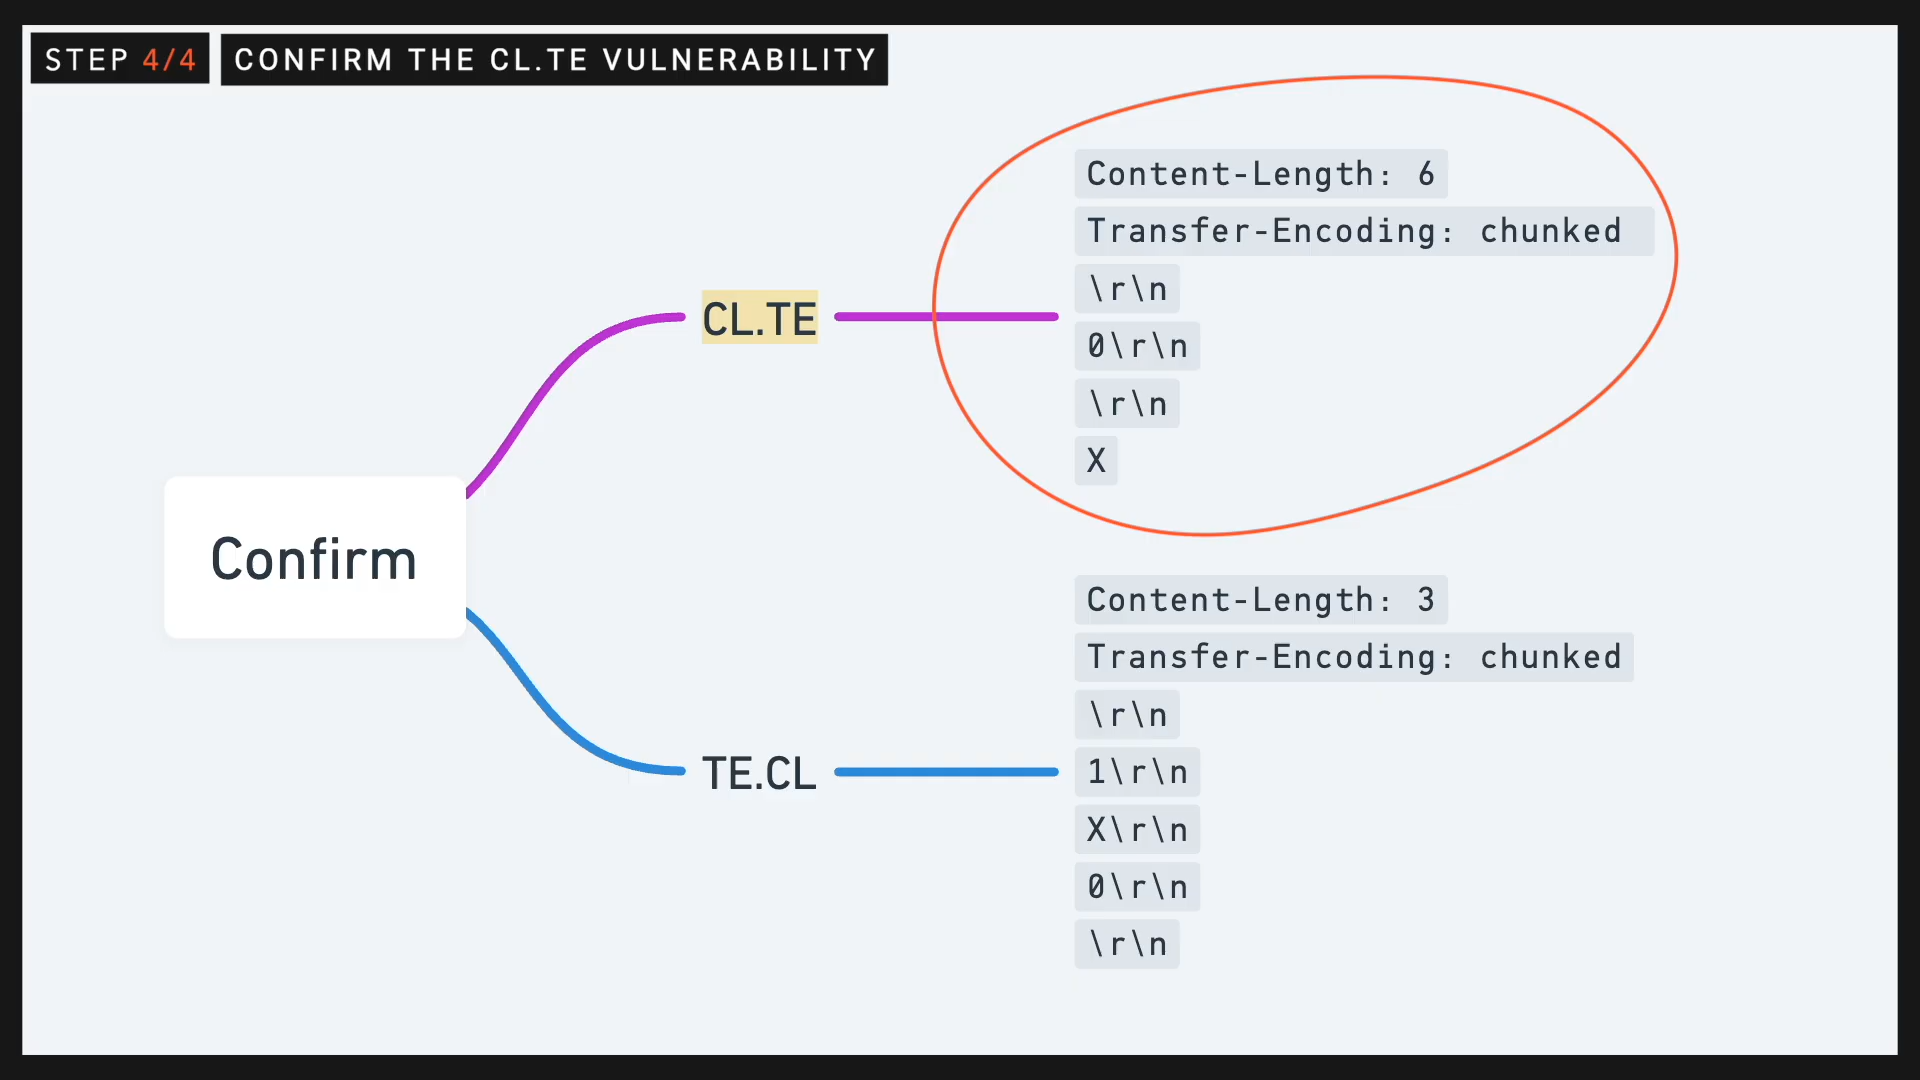 STEP 4/4 CONFIRM THE CL.TE VULNERABILITY
Confirm
CL.TE
Content-Length: 6
Transfer-Encoding: chunked
\r\n
0\r\n
\r\n
X
TE.CL
Content-Length: 3
Transfer-Encoding: chunked
\r\n
1\r\n
X\r\n
0\r\n
\r\n